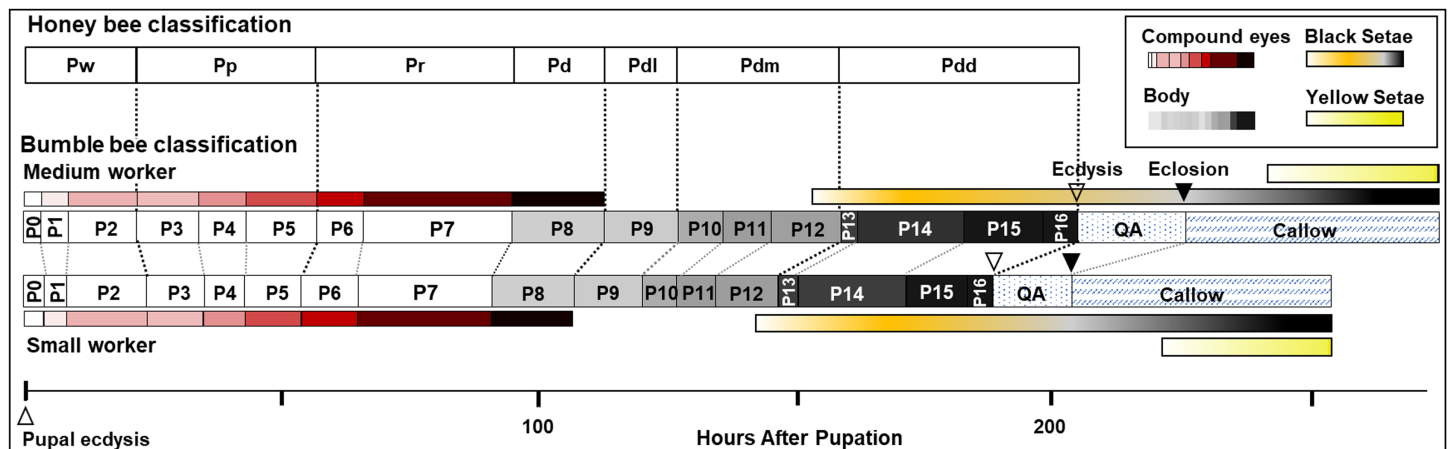 Honey bee classification
Pw Pp Pr Pd Pdl Pdm Pdd
Compound eyes Black Setae
Body Yellow Setae
Bumble bee classification
Medium worker
Ecdysis Eclosion
P0 P1 P2 P3 P4 P5 P6 P7 P8 P9 P10 P11 P12 P13 P14 P15 P16 QA Callow
P0 P1 P2 P3 P4 P5 P6 P7 P8 P9 P10 P11 P12 P13 P14 P15 P16 QA Callow
Small worker
100 200
Pupal ecdysis Hours After Pupation